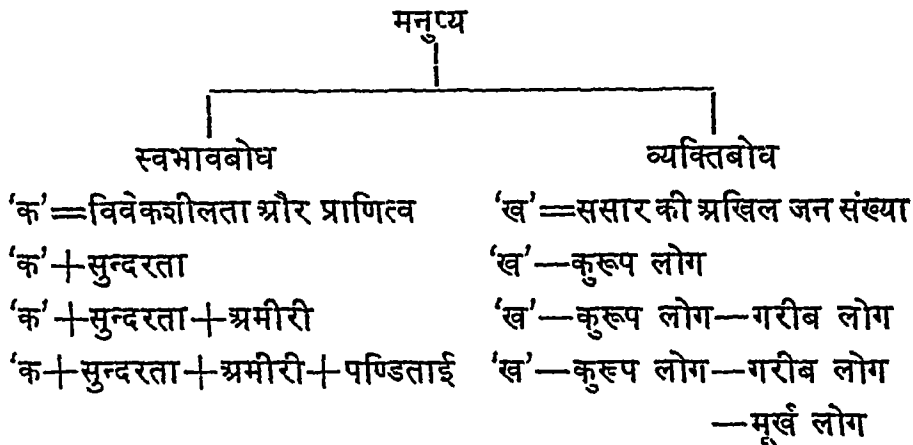 मनुष्य
स्वभावबोध व्यक्तिबोध
'क'=विवेकशीलता और प्राणित्व 'ख'=ससार की अखिल जन संख्या
'क'+सुन्दरता 'ख'—कुरूप लोग
'क'+सुन्दरता+अमीरी 'ख'—कुरूप लोग—गरीब लोग
'क+सुन्दरता+अमीरी+पण्डिताई 'ख'—कुरूप लोग—गरीब लोग
—मूर्ख लोग